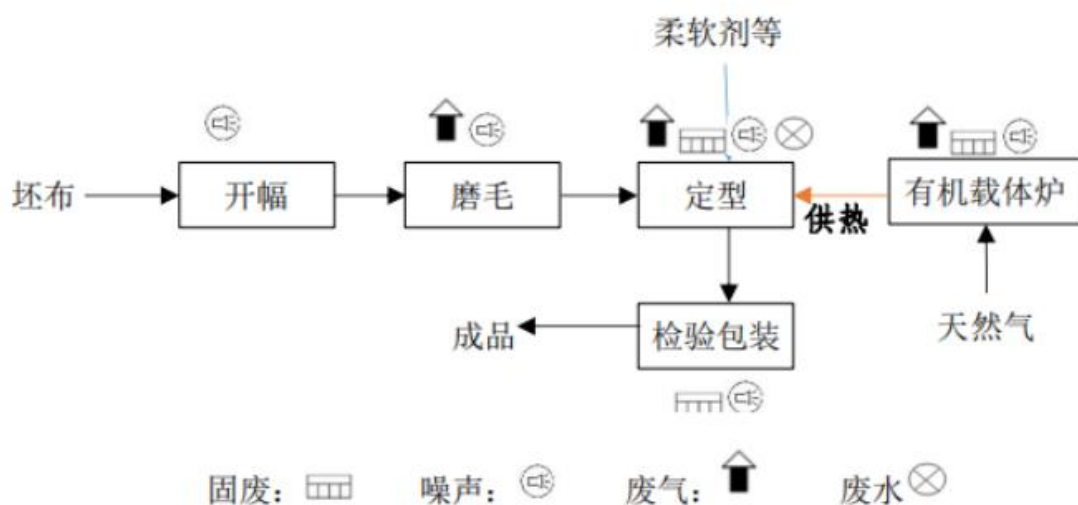 柔软剂等
坯布
开幅
磨毛
定型
供热
有机载体炉
成品
检验包装
天然气
固废：
噪声：
废气：
废水